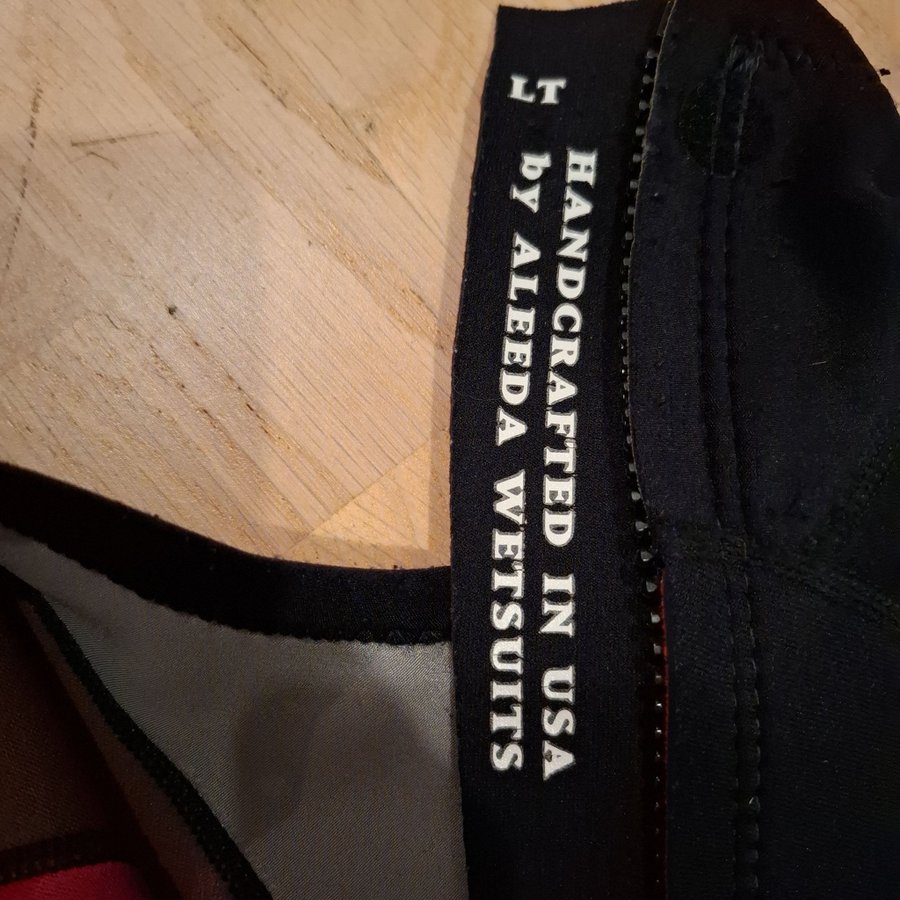 LT
HANDCRAFTED IN USA
by ALEEDA WETSUITS